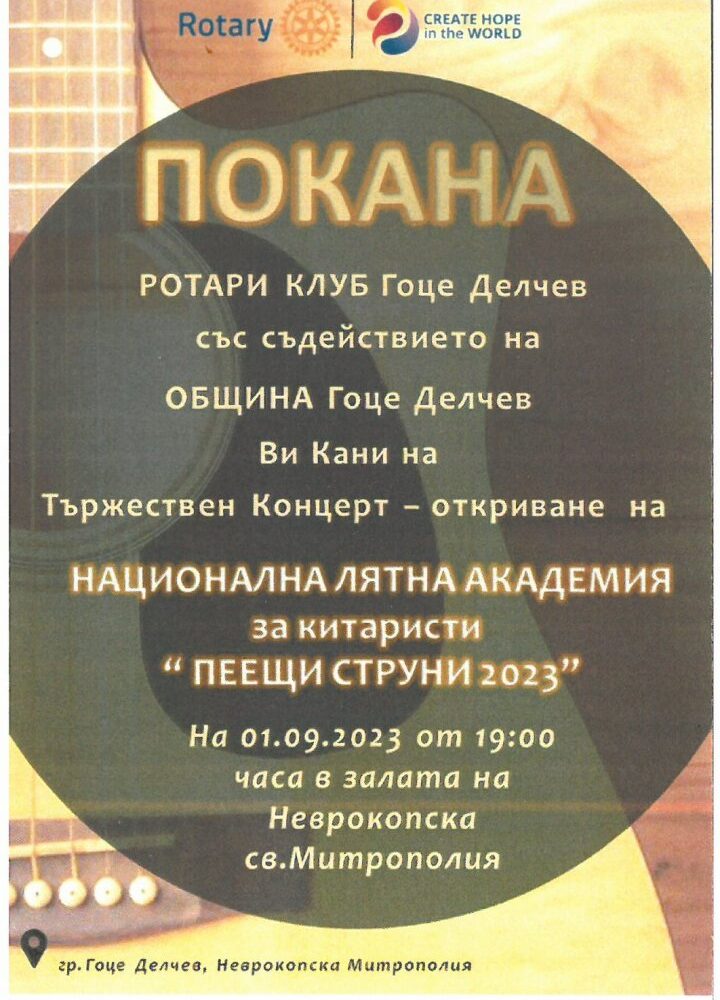 Rotary
CREATE HOPE
in the WORLD
ПОКАНА
РОТАРИ КЛУБ Гоце Делчев
със съдействието на
ОБЩИНА Гоце Делчев
Ви Кани на
Тържествен Концерт – откриване на
НАЦИОНАЛНА ЛЯТНА АКАДЕМИЯ
за китаристи
“ ПЕЕЩИ СТРУНИ 2023”
На 01.09.2023 от 19:00
часа в залата на
Неврокопска
св.Митрополия
гр.Гоце Делчев, Неврокопска Митрополия